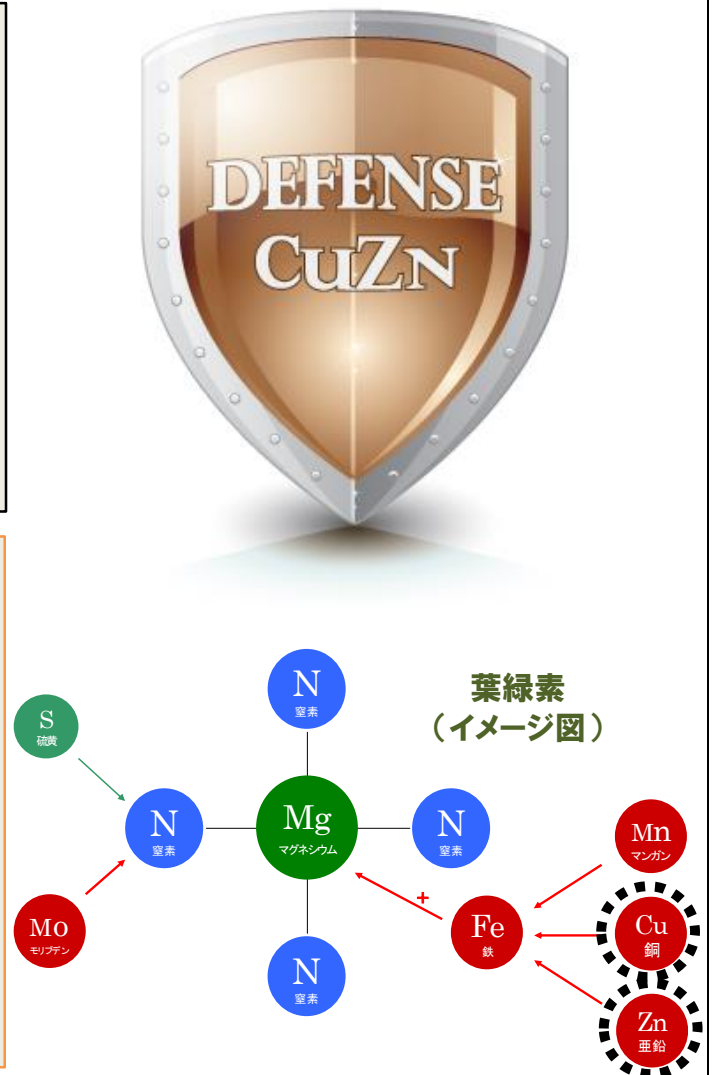 DEFENSE
CuZn
葉緑素
（イメージ図）
N
窒素
S
硫黄
N
窒素
Mg
マグネシウム
N
窒素
Mn
マンガン
+
Mo
モリブデン
Fe
鉄
Cu
銅
N
窒素
Zn
亜鉛